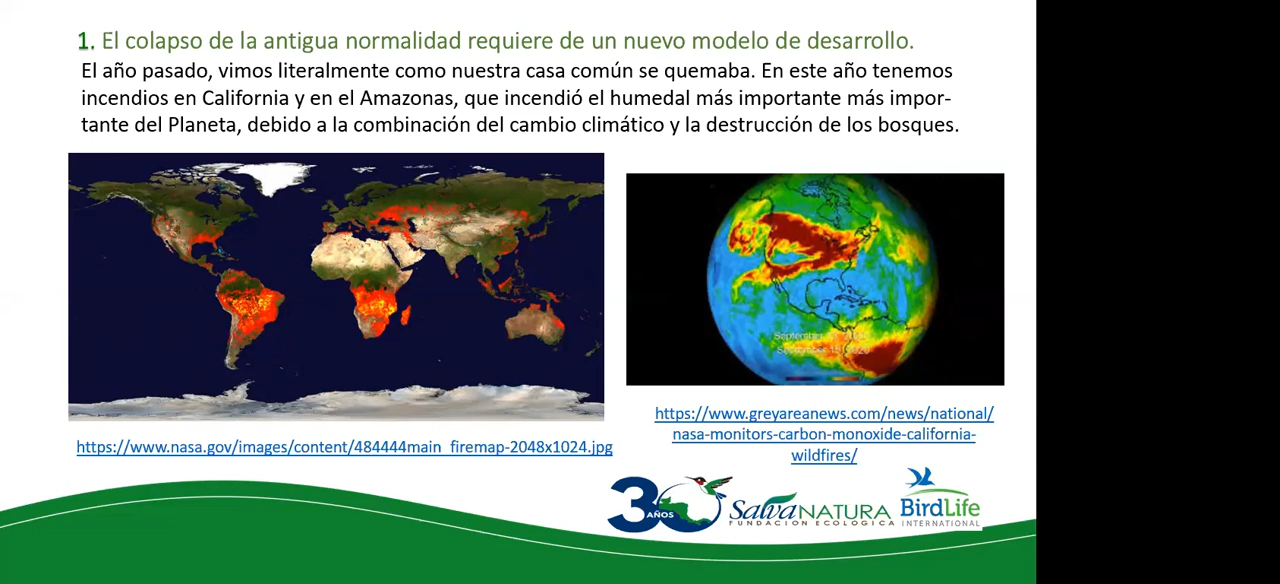 1. El colapso de la antigua normalidad requiere de un nuevo modelo de desarrollo.
El año pasado, vimos literalmente como nuestra casa común se quemaba. En este año tenemos
incendios en California y en el Amazonas, que incendió el humedal más importante más impor-
tante del Planeta, debido a la combinación del cambio climático y la destrucción de los bosques.
https://www.nasa.gov/images/content/484444main_firemap-2048x1024.jpg
https://www.greyareanews.com/news/national/
nasa-monitors-carbon-monoxide-california-
wildfires/
30 AÑOS
SalvaNATURA
FUNDACIÓN ECOLÓGICA
BirdLife
INTERNATIONAL